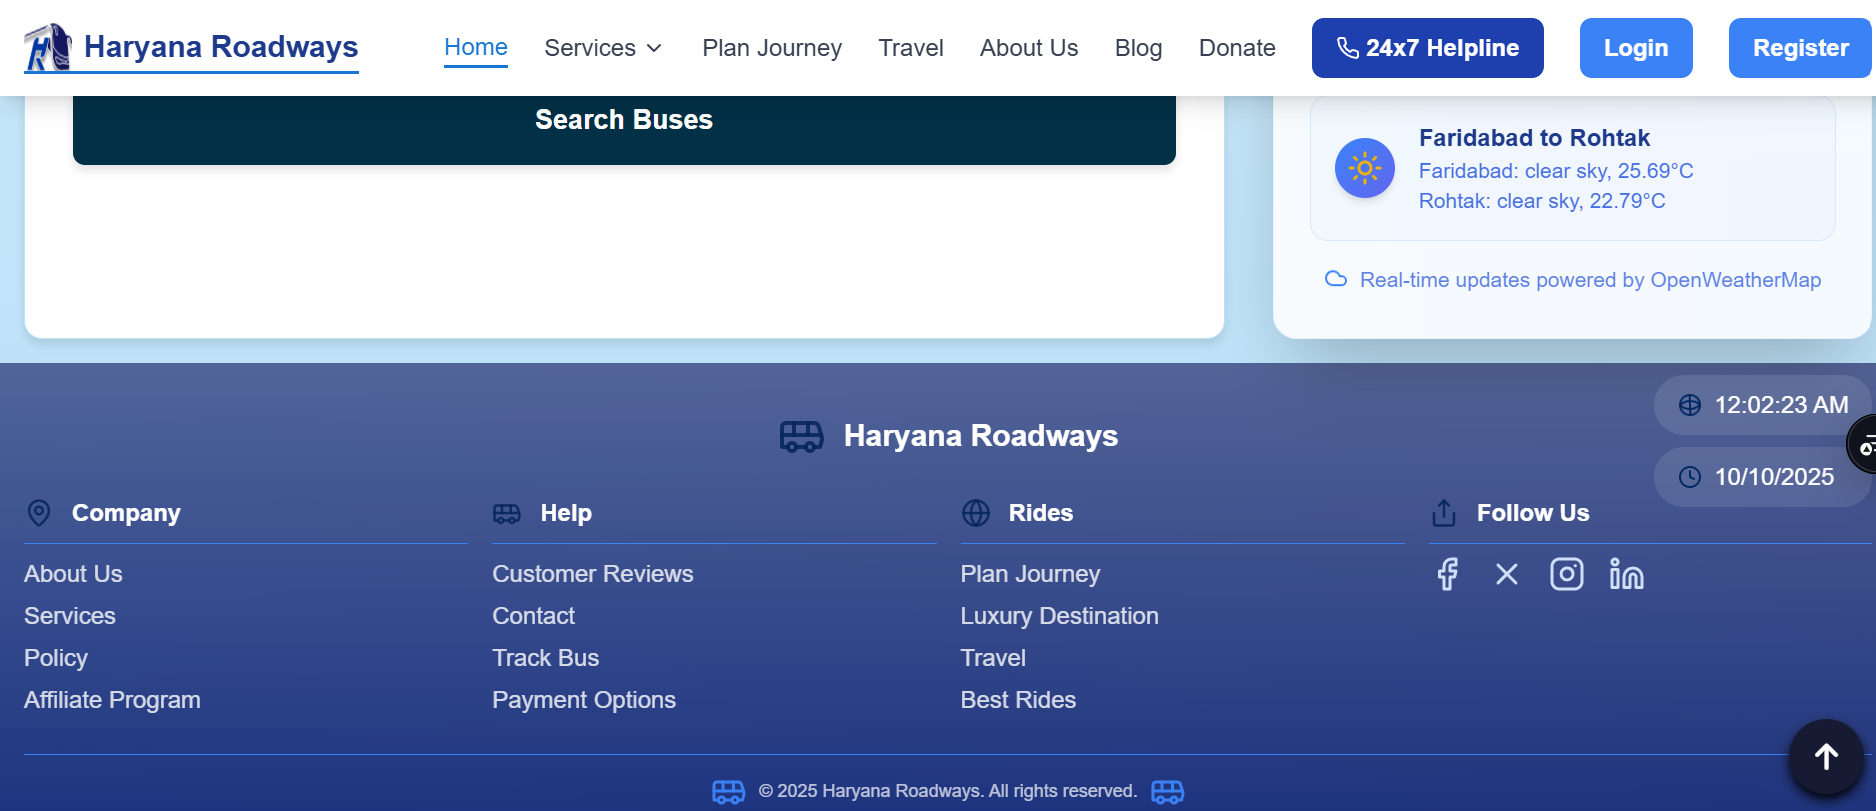 Haryana Roadways
Home
Services
Plan Journey
Travel
About Us
Blog
Donate
24x7 Helpline
Login
Register
Search Buses
Faridabad to Rohtak
Faridabad: clear sky, 25.69°C
Rohtak: clear sky, 22.79°C
Real-time updates powered by OpenWeatherMap
12:02:23 AM
Haryana Roadways
10/10/2025
Company
About Us
Services
Policy
Affiliate Program
Help
Customer Reviews
Contact
Track Bus
Payment Options
Rides
Plan Journey
Luxury Destination
Travel
Best Rides
Follow Us
© 2025 Haryana Roadways. All rights reserved.